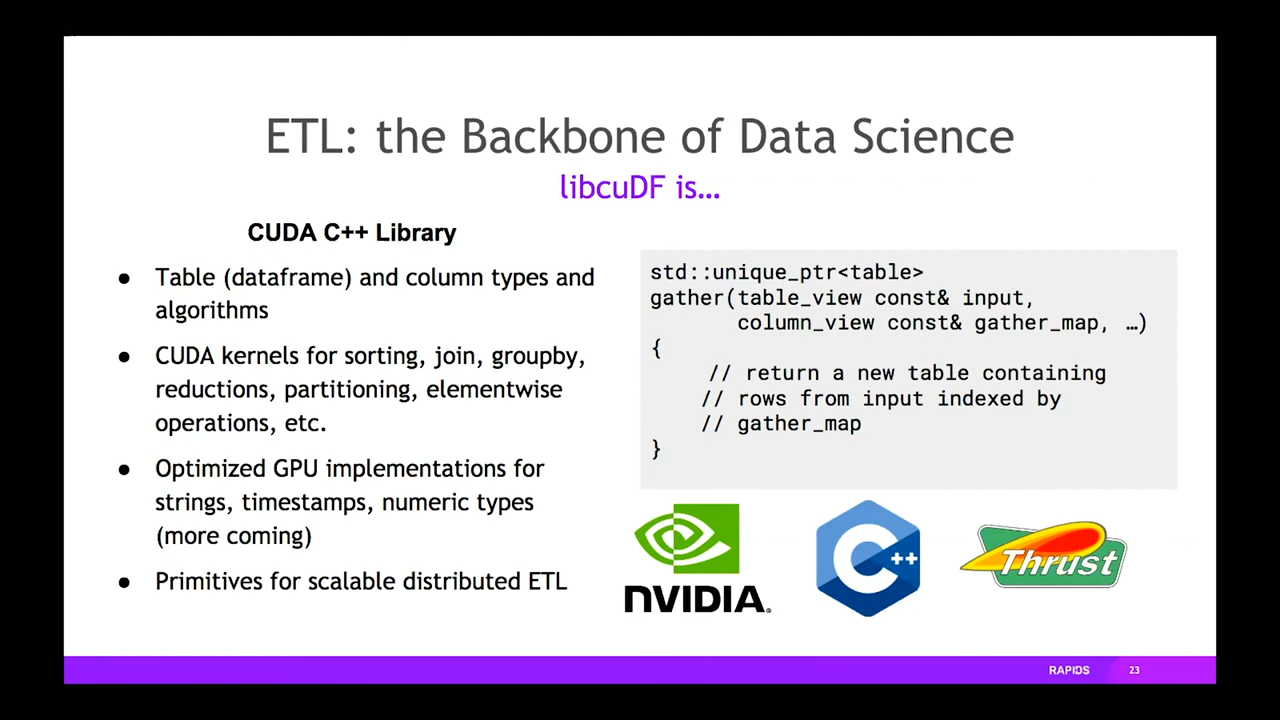 ETL: the Backbone of Data Science
libcuDF is…
CUDA C++ Library
● Table (dataframe) and column types and
algorithms
● CUDA kernels for sorting, join, groupby,
reductions, partitioning, elementwise
operations, etc.
● Optimized GPU implementations for
strings, timestamps, numeric types
(more coming)
● Primitives for scalable distributed ETL
std::unique_ptr<table>
gather(table_view const& input,
       column_view const& gather_map, …)
{
    // return a new table containing
    // rows from input indexed by
    // gather_map
}
NVIDIA.
C++
Thrust
RAPIDS 23